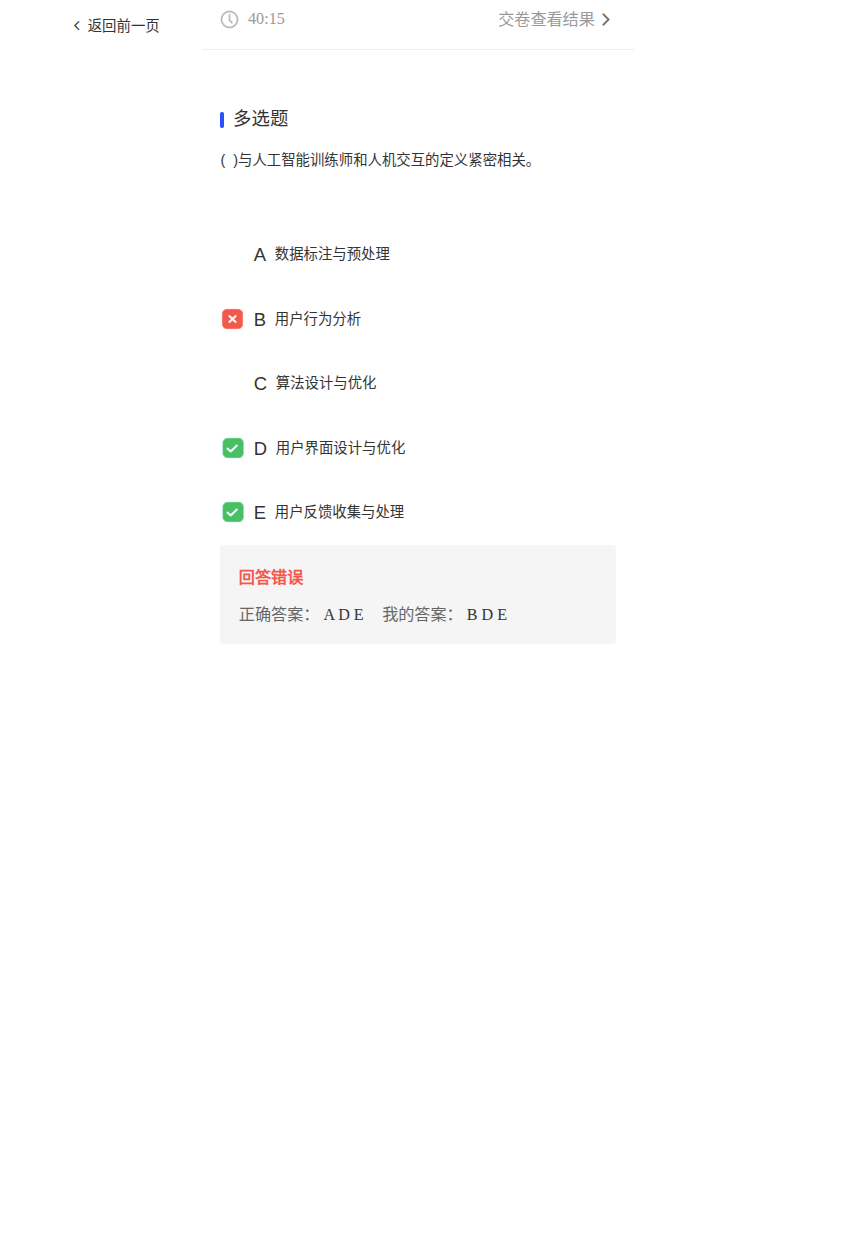 返回前一页
40:15 交卷查看结果
多选题
( )与人工智能训练师和人机交互的定义紧密相关。
A 数据标注与预处理
B 用户行为分析
C 算法设计与优化
D 用户界面设计与优化
E 用户反馈收集与处理
回答错误
正确答案： A D E 我的答案： B D E